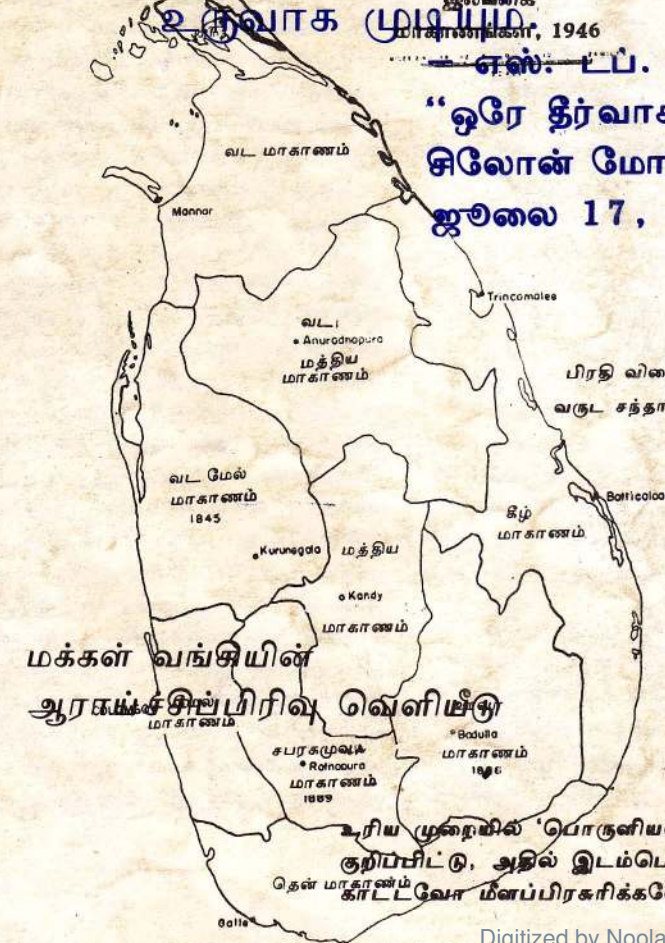 உருவாக முடியும்.
மாகாணங்கள், 1946
— எஸ். டப்.
“ஒரே தீர்வாக
சிலோன் மோ
ஜூலை 17,
வட மாகாணம்
Mannar
Trincomalee
வட
Anuradhapura
மத்திய
மாகாணம்
பிரதி
வருட சந்தா
வட மேல்
மாகாணம்
1845
Batticaloa
கீழ்
மாகாணம்
Kurunegala
மத்திய
Kandy
மாகாணம்
மக்கள் வங்கியின்
ஆராய்ச்சிப்பிரிவு வெளியீடு
மாகாணம்
Badulla
மாகாணம்
சபரகமுவ
Ratnapura
மாகாணம்
1889
உரிய முறையில் ‘பொருளிய
குறிப்பிட்டு, அதில் இடம்பெ
தென் மாகாணம்
காட்டவோ மீளப்பிரசுரிக்க
Galle
Digitized by Noola